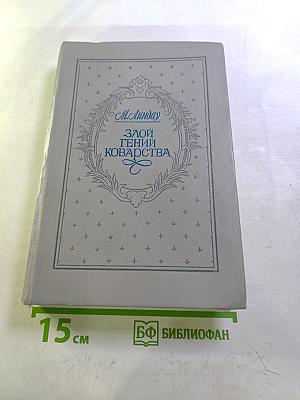 М. Линдау
ЗЛОЙ
ГЕНИЙ
КОВАРСТВА
15 см
БФ БИБЛИОФАН